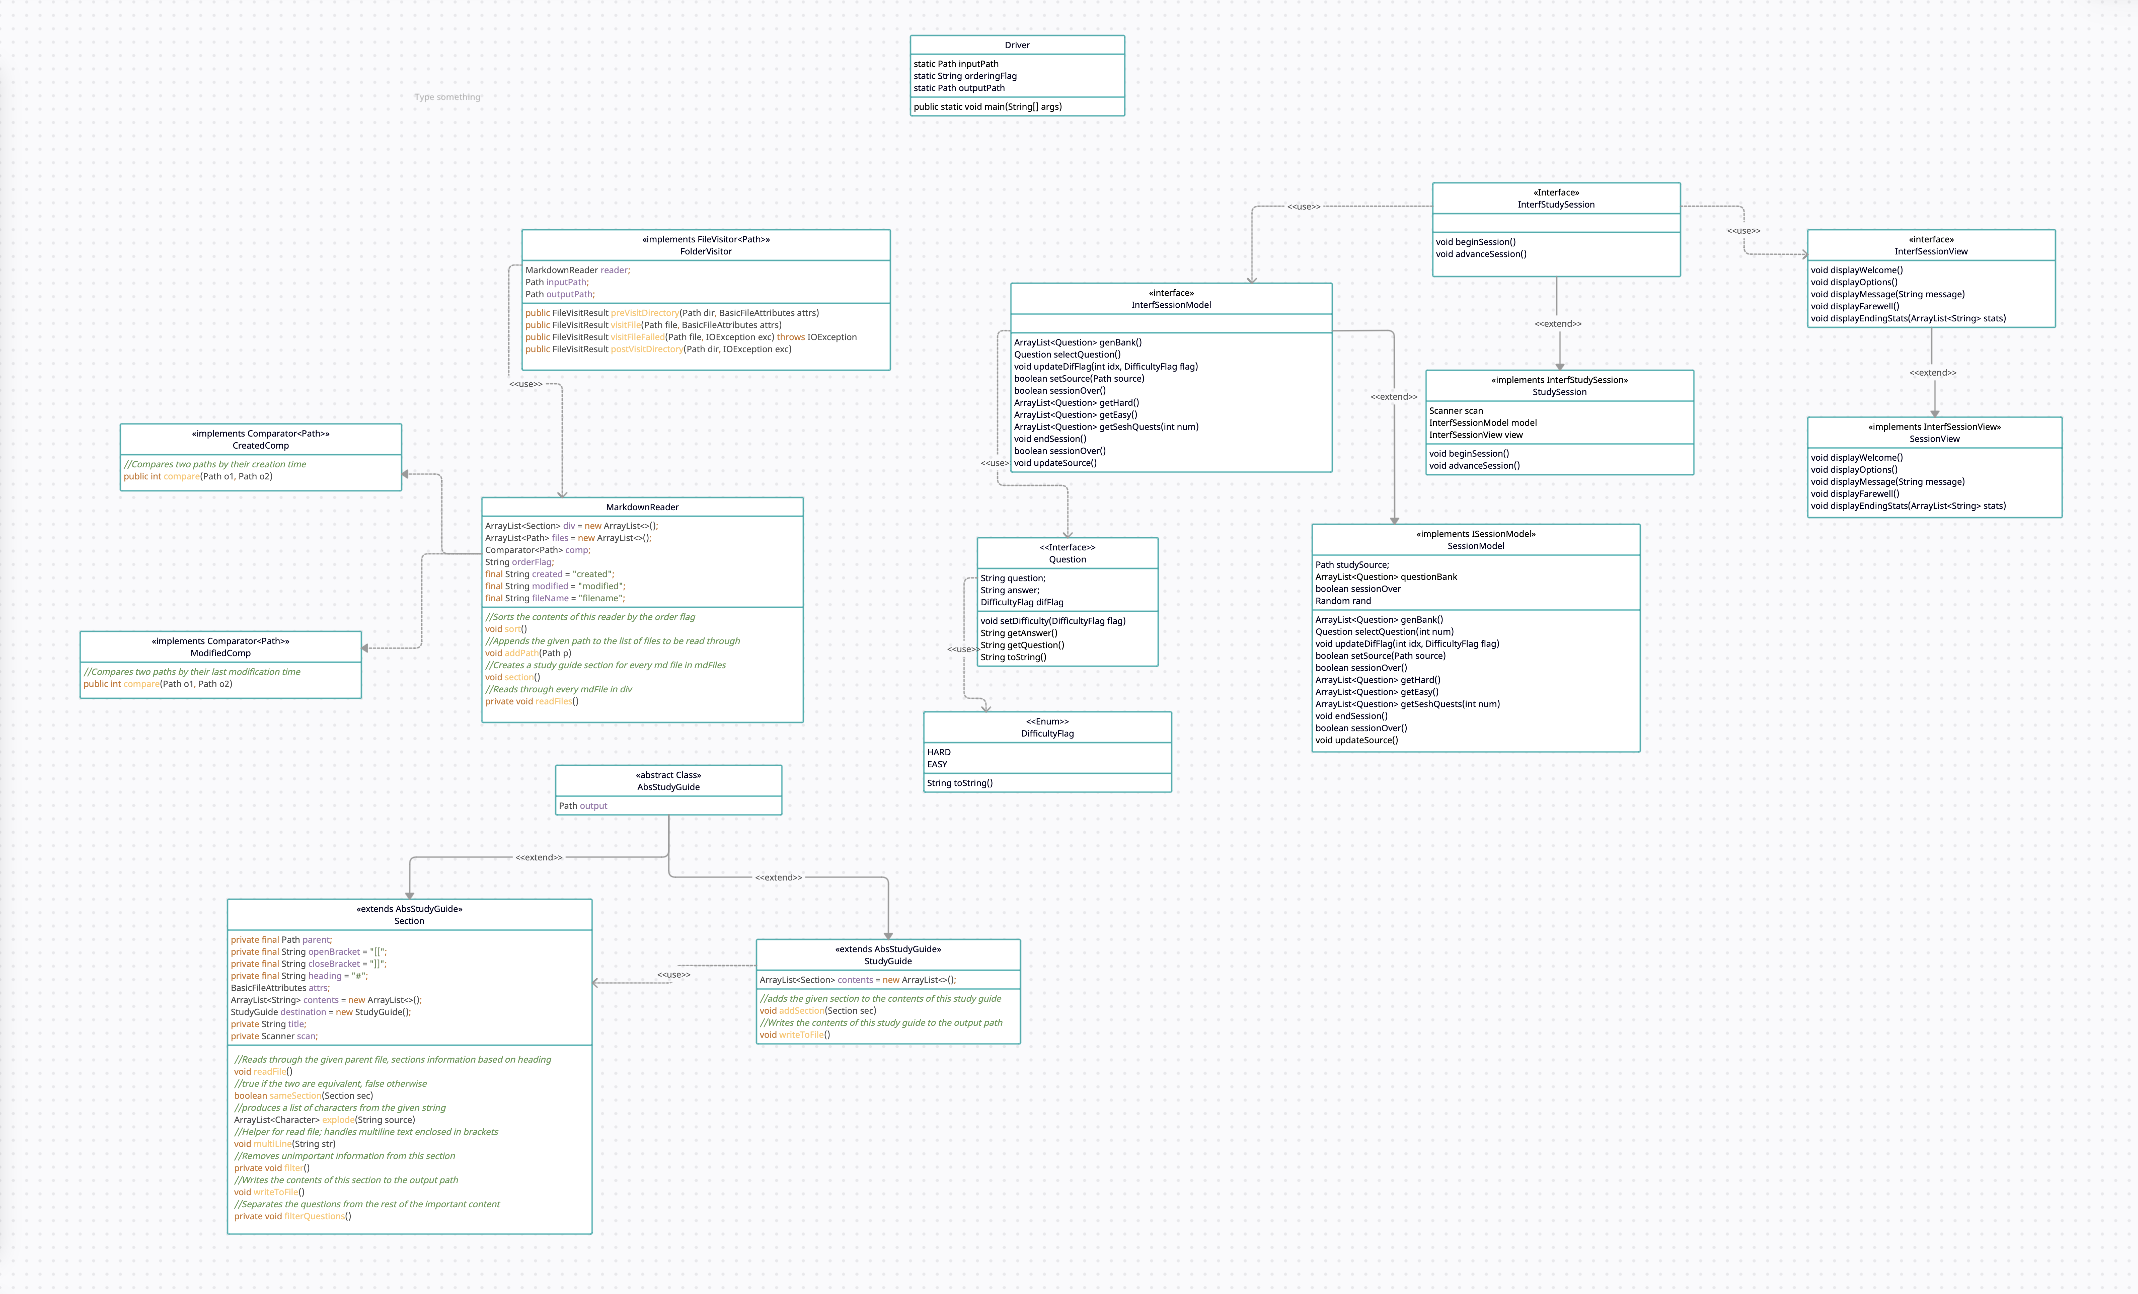 Driver
static Path inputPath
static String orderingFlag
static Path outputPath
public static void main(String[] args)
Type something
«Interface»
InterfStudySession
void beginSession()
void advanceSession()
<<use>>
<<use>>
<<extend>>
«interface»
InterfSessionView
void displayWelcome()
void displayOptions()
void displayMessage(String message)
void displayFarewell()
void displayEndingStats(ArrayList<String> stats)
<<extend>>
«implements FileVisitor<Path>»
FolderVisitor
MarkdownReader reader;
Path inputPath;
Path outputPath;
public FileVisitResult preVisitDirectory(Path dir, BasicFileAttributes attrs)
public FileVisitResult visitFile(Path file, BasicFileAttributes attrs)
public FileVisitResult visitFileFailed(Path file, IOException exc) throws IOException
public FileVisitResult postVisitDirectory(Path dir, IOException exc)
<<use>>
«interface»
InterfSessionModel
ArrayList<Question> genBank()
Question selectQuestion()
void updateDifFlag(int idx, DifficultyFlag flag)
boolean setSource(Path source)
boolean sessionOver()
ArrayList<Question> getHard()
ArrayList<Question> getEasy()
ArrayList<Question> getSeshQuests(int num)
void endSession()
boolean sessionOver()
void updateSource()
<<use>
<<extend>>
«implements InterfStudySession»
StudySession
Scanner scan
InterfSessionModel model
InterfSessionView view
void beginSession()
void advanceSession()
«implements InterfSessionView»
SessionView
void displayWelcome()
void displayOptions()
void displayMessage(String message)
void displayFarewell()
void displayEndingStats(ArrayList<String> stats)
«implements Comparator<Path>»
CreatedComp
//Compares two paths by their creation time
public int compare(Path o1, Path o2)
«implements Comparator<Path>»
ModifiedComp
//Compares two paths by their last modification time
public int compare(Path o1, Path o2)
MarkdownReader
ArrayList<Section> div = new ArrayList<>();
ArrayList<Path> files = new ArrayList<>();
Comparator<Path> comp;
String orderFlag;
final String created = "created";
final String modified = "modified";
final String fileName = "filename";
//Sorts the contents of this reader by the order flag
void sort()
//Appends the given path to the list of files to be read through
void addPath(Path p)
//Creates a study guide section for every md file in mdFiles
void section()
//Reads through every mdFile in div
private void readFiles()
<<Interface>>
Question
String question;
String answer;
DifficultyFlag difFlag
void setDifficulty(DifficultyFlag flag)
String getAnswer()
String getQuestion()
String toString()
<<use>>
<<Enum>>
DifficultyFlag
HARD
EASY
String toString()
«implements ISessionModel»
SessionModel
Path studySource;
ArrayList<Question> questionBank
boolean sessionOver
Random rand
ArrayList<Question> genBank()
Question selectQuestion(int num)
void updateDifFlag(int idx, DifficultyFlag flag)
boolean setSource(Path source)
boolean sessionOver()
ArrayList<Question> getHard()
ArrayList<Question> getEasy()
ArrayList<Question> getSeshQuests(int num)
void endSession()
boolean sessionOver()
void updateSource()
«abstract Class»
AbsStudyGuide
Path output
<<extend>>
<<extend>>
«extends AbsStudyGuide»
Section
private final Path parent;
private final String openBracket = "[[";
private final String closeBracket = "]]";
private final String heading = "#";
BasicFileAttributes attrs;
ArrayList<String> contents = new ArrayList<>();
StudyGuide destination = new StudyGuide();
private String title;
private Scanner scan;
//Reads through the given parent file, sections information based on heading
void readFile()
//true if the two are equivalent, false otherwise
boolean sameSection(Section sec)
//produces a list of characters from the given string
ArrayList<Character> explode(String source)
//Helper for read file; handles multiline text enclosed in brackets
void multiLine(String str)
//Removes unimportant information from this section
private void filter()
//Writes the contents of this section to the output path
void writeToFile()
//Separates the questions from the rest of the important content
private void filterQuestions()
<<use>>
«extends AbsStudyGuide»
StudyGuide
ArrayList<Section> contents = new ArrayList<>();
//adds the given section to the contents of this study guide
void addSection(Section sec)
//Writes the contents of this study guide to the output path
void writeToFile()